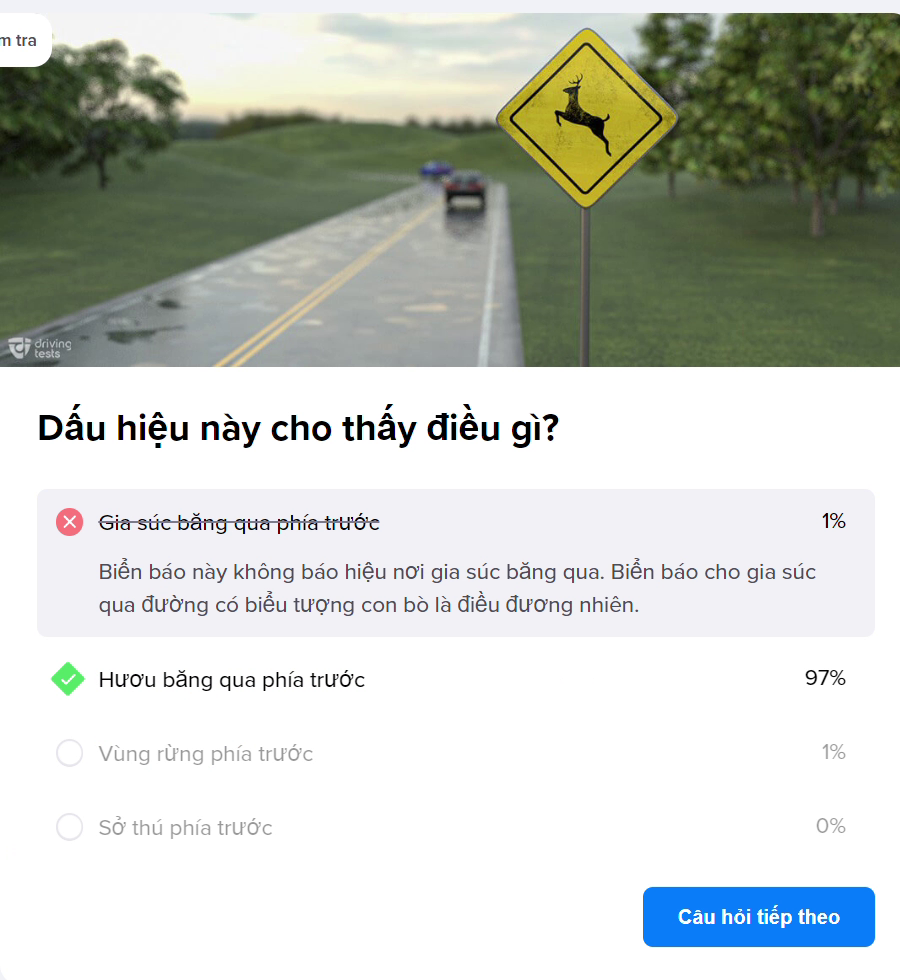 m tra
driving
tests
Dấu hiệu này cho thấy điều gì?
Gia súc băng qua phía trước
1%
Biển báo này không báo hiệu nơi gia súc băng qua. Biển báo cho gia súc
qua đường có biểu tượng con bò là điều đương nhiên.
Hươu băng qua phía trước
97%
Vùng rừng phía trước
1%
Sở thú phía trước
0%
Câu hỏi tiếp theo